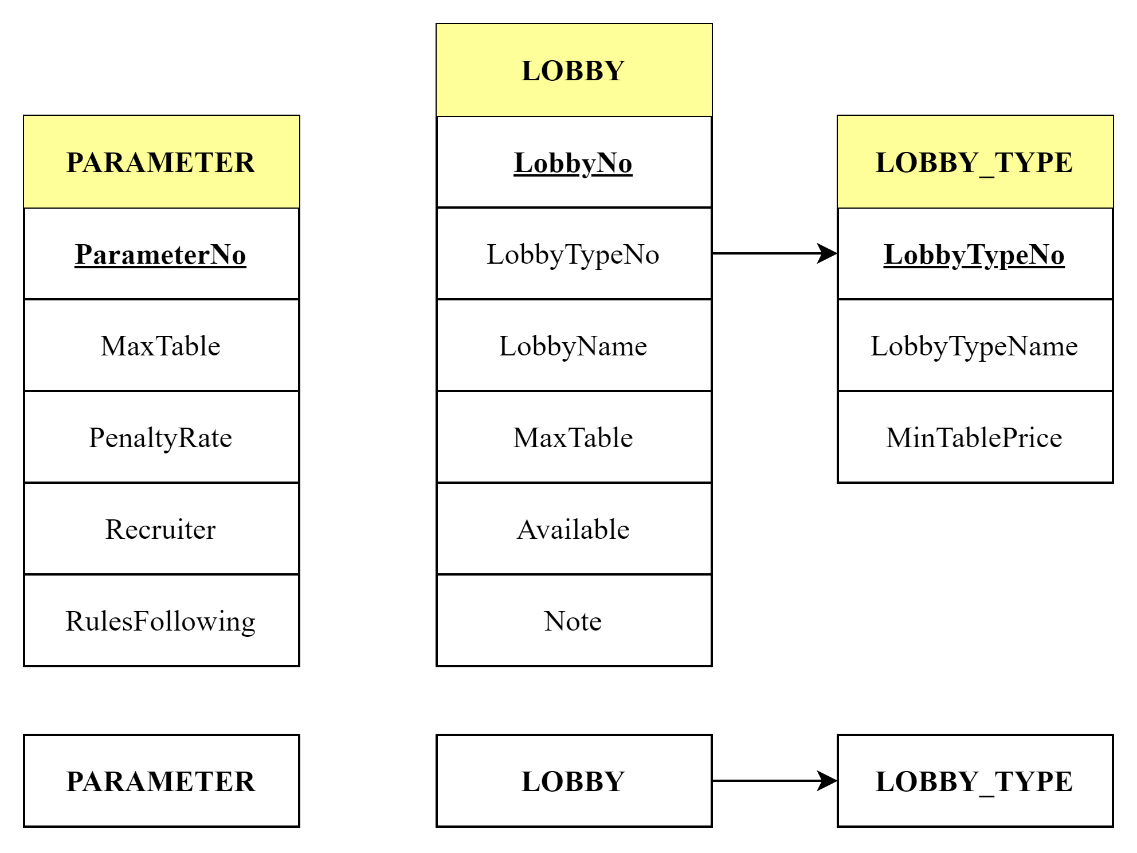 PARAMETER
ParameterNo
MaxTable
PenaltyRate
Recruiter
RulesFollowing
LOBBY
LobbyNo
LobbyTypeNo
LobbyName
MaxTable
Available
Note
LOBBY_TYPE
LobbyTypeNo
LobbyTypeName
MinTablePrice
PARAMETER
LOBBY
LOBBY_TYPE